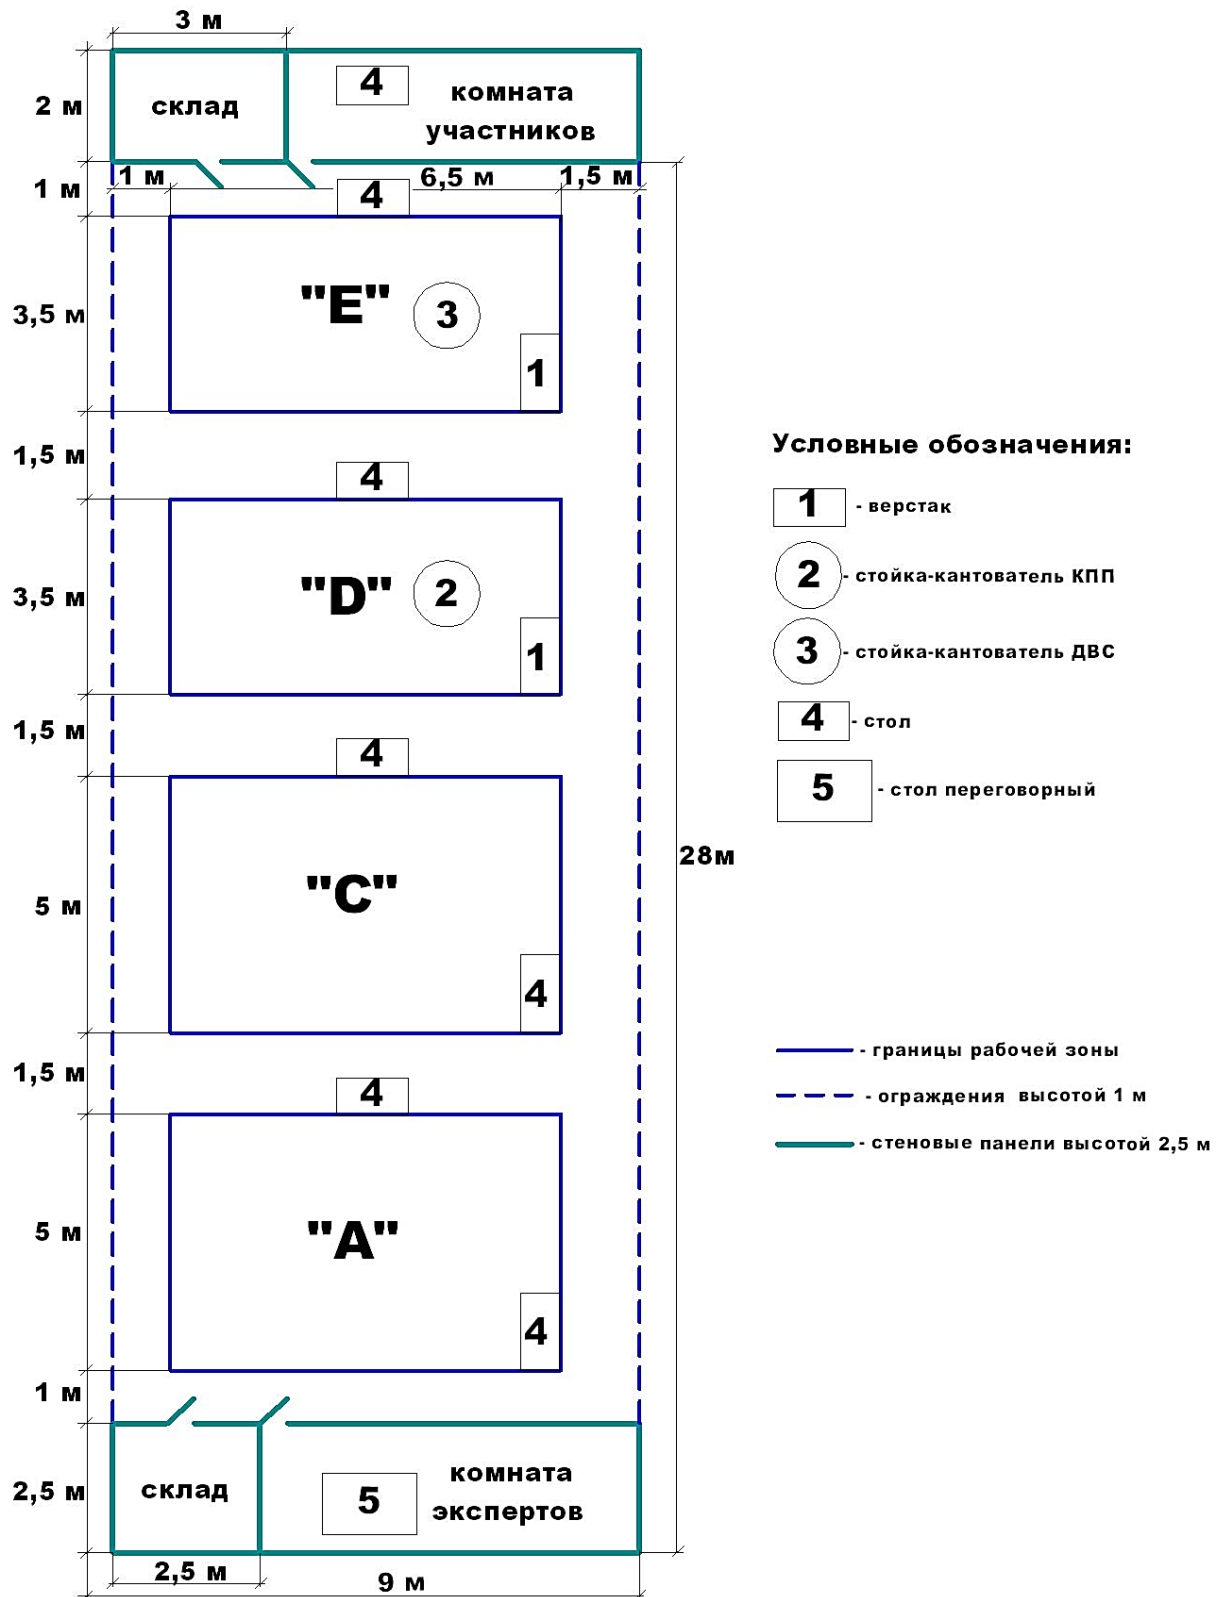 3 м
2 м
склад
4
комната
участников
1 м
1 м
4
6,5 м
1,5 м
3,5 м
"E"
3
1
1,5 м
4
3,5 м
"D"
2
1
1,5 м
4
5 м
"C"
4
28м
1,5 м
4
5 м
"A"
4
1 м
2,5 м
склад
5
комната
экспертов
2,5 м
9 м
Условные обозначения:
1 - верстак
2 - стойка-кантователь КПП
3 - стойка-кантователь ДВС
4 - стол
5 - стол переговорный
- границы рабочей зоны
- ограждения высотой 1 м
- стеновые панели высотой 2,5 м